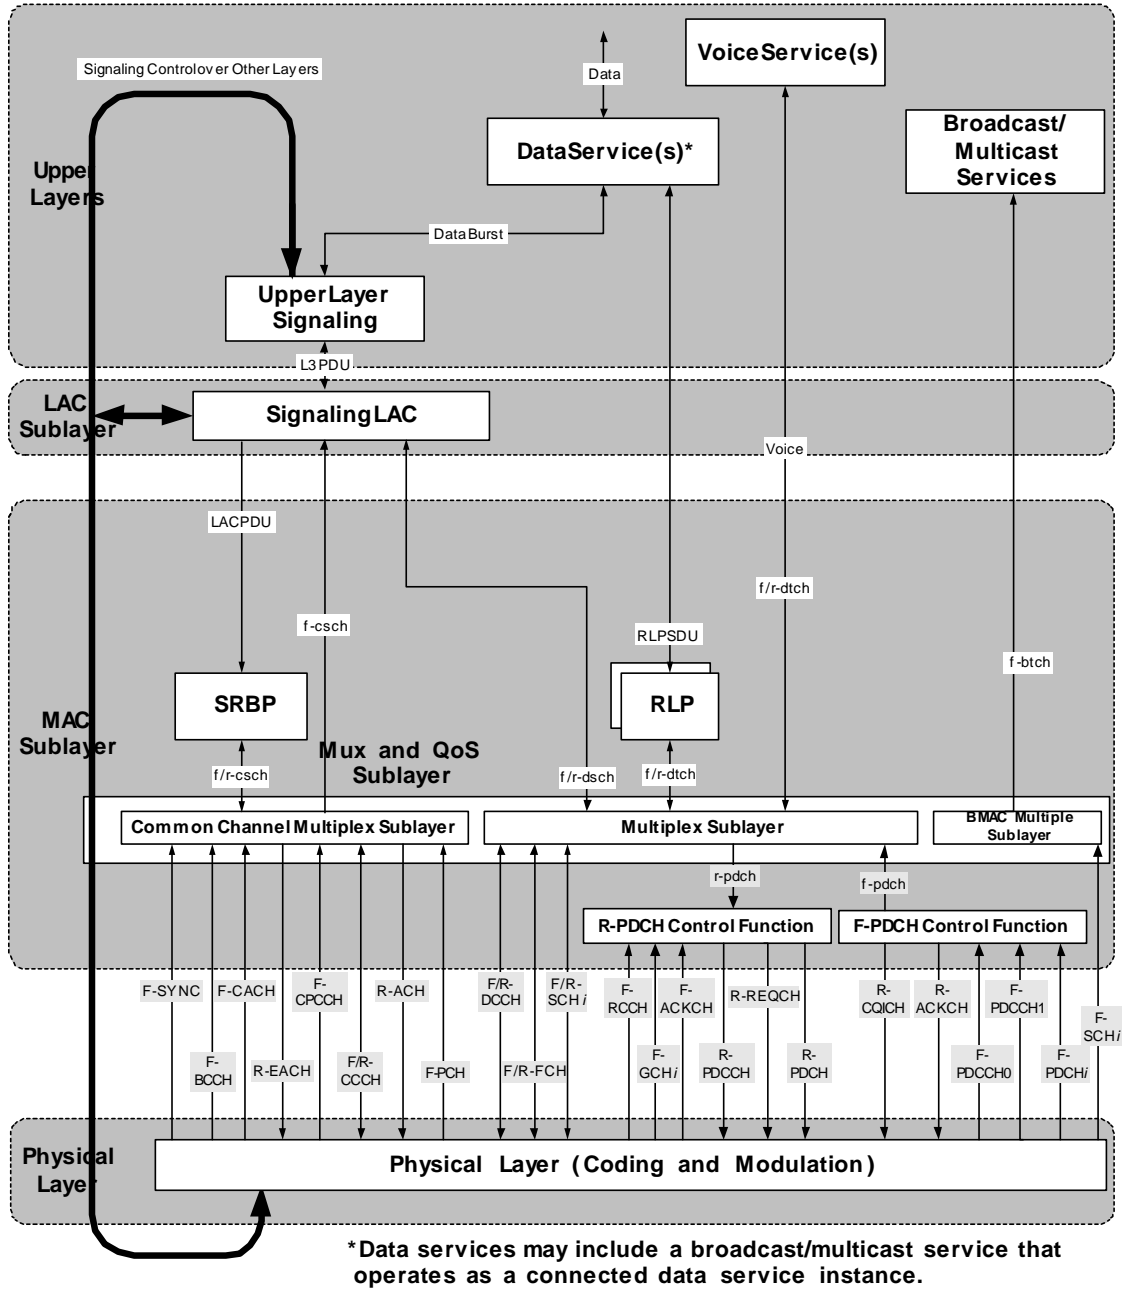 VoiceService(s)
Signaling Controlover Other Layers
Data
Broadcast/
Multicast
Services
DataService(s)*
Upper
Layers
DataBurst
UpperLayer
Signaling
L3PDU
LAC
Sublayer
SignalingLAC
Voice
LACPDU
f/r-dtch
f-csch
RLPSDU
f-btch
SRBP
RLP
MAC
Sublayer
Mux and QoS
Sublayer
f/r-csch
f/r-dsch
f/r-dtch
Common Channel Multiplex Sublayer
Multiplex Sublayer
BMAC Multiple
Sublayer
r-pdch
f-pdch
R-PDCH Control Function
F-PDCH Control Function
F-SYNC
F-CACH
F-
CPCCH
R-ACH
F/R-
DCCH
F/R-
SCHi
F-
RCCH
F-
ACKCH
R-REQCH
R-
CQICH
R-
ACKCH
F-
PDCCH1
F-
SCHi
F-
BCCH
R-EACH
F/R-
CCCH
F-PCH
F/R-FCH
F-
GCHi
R-
PDCCH
R-
PDCH
F-
PDCCH0
F-
PDCHi
Physical
Layer
Physical Layer (Coding and Modulation)
*Data services may include a broadcast/multicast service that
operates as a connected data service instance.